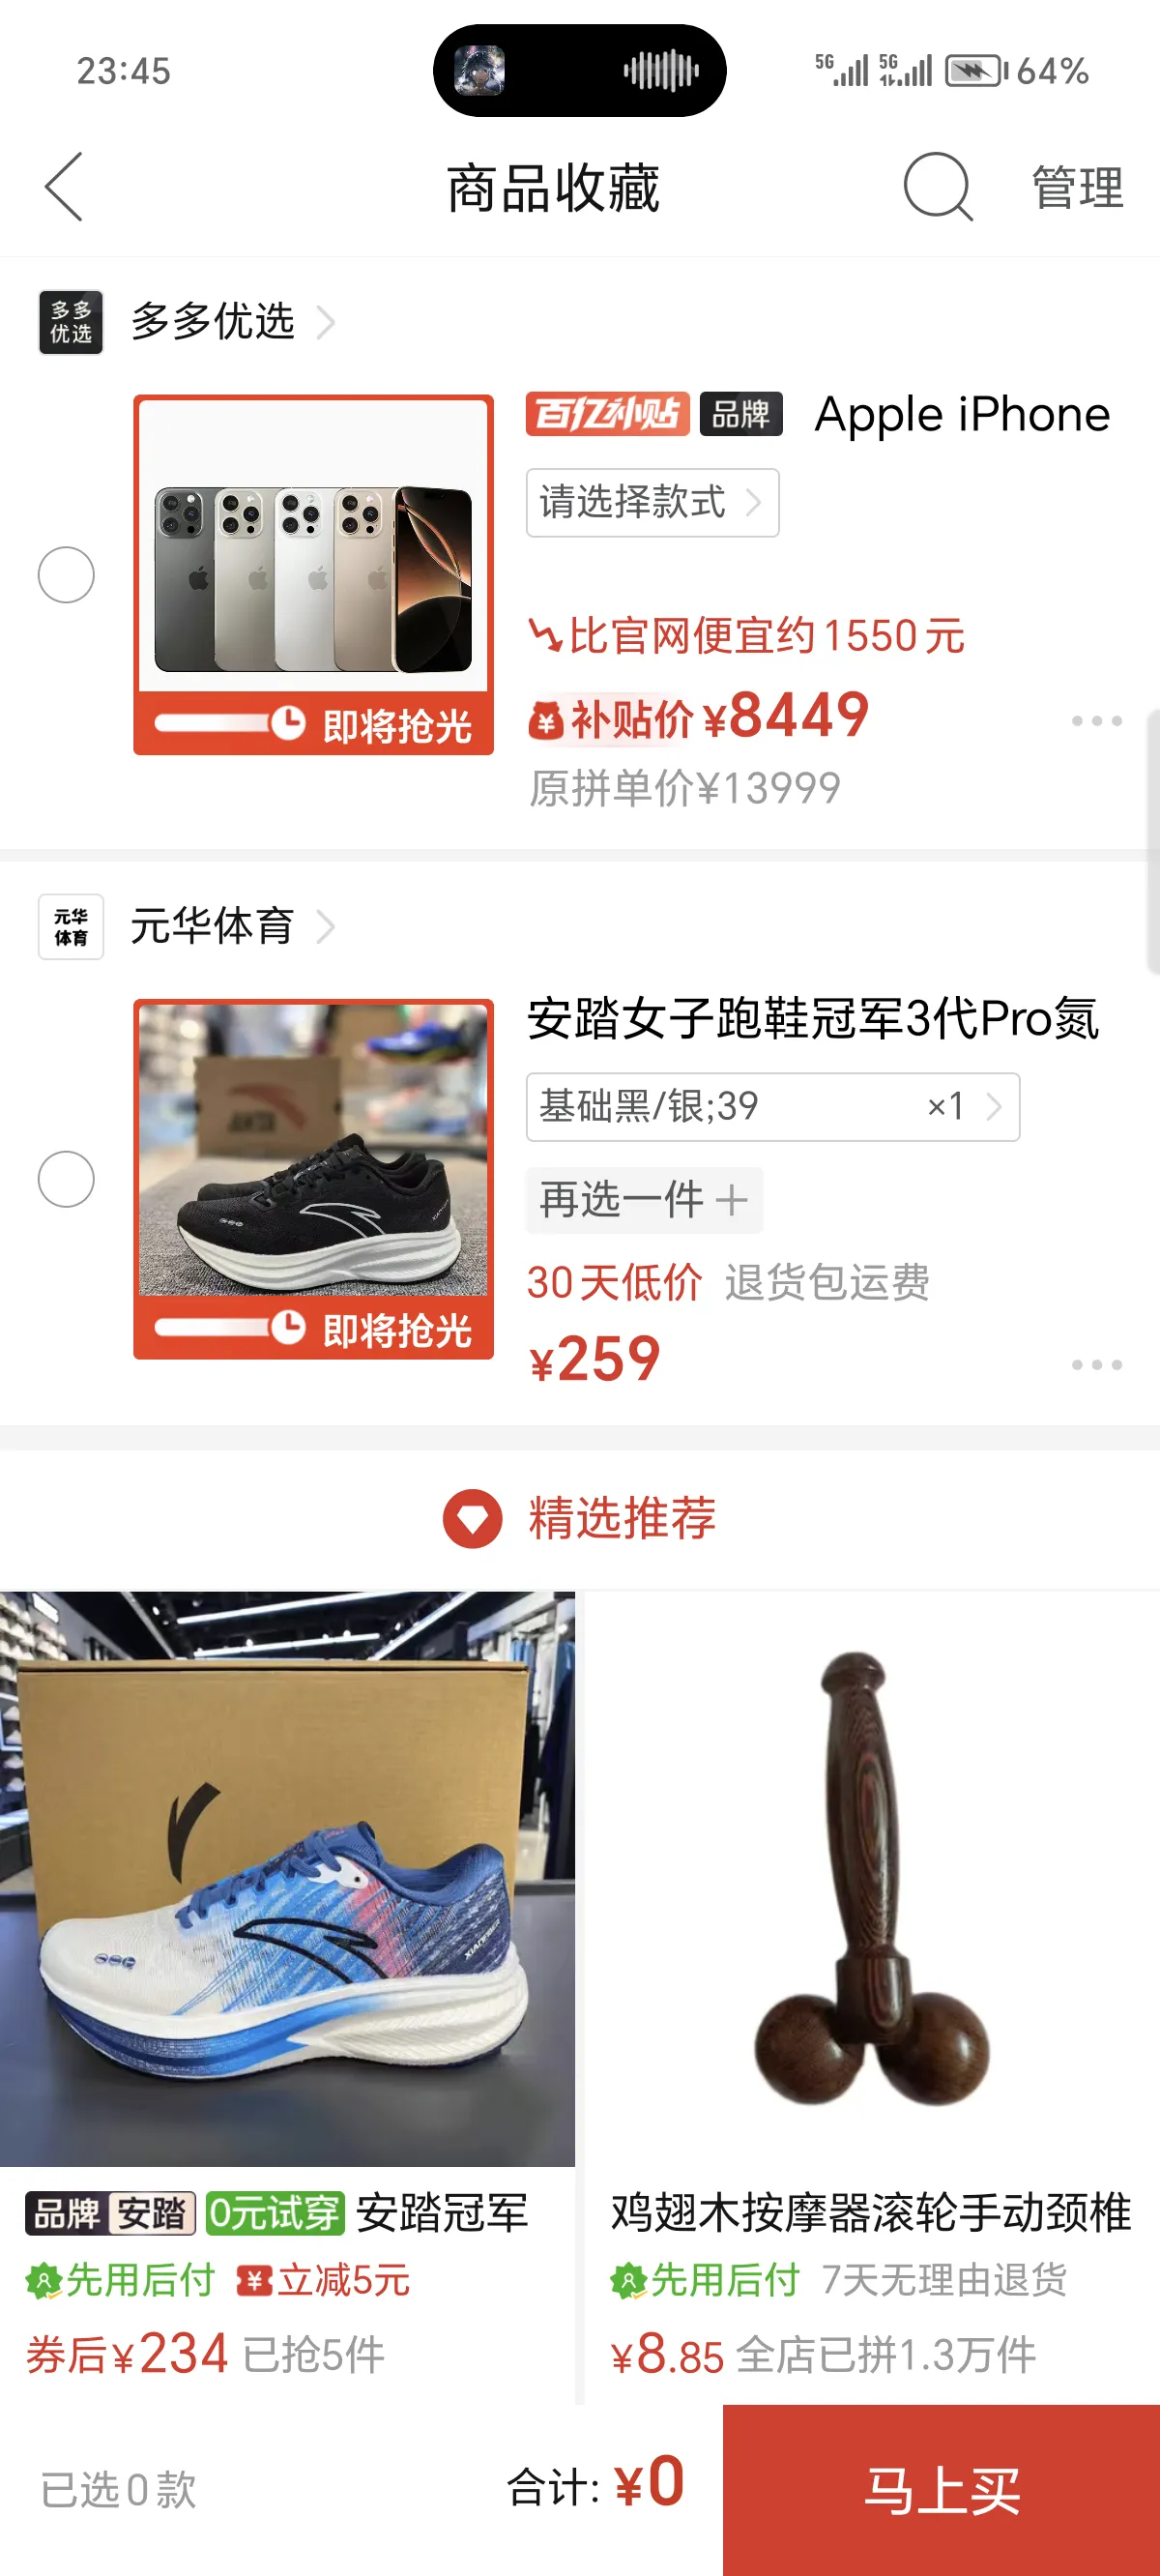 23:45
5G 5G 64%
商品收藏
管理
多多优选
多多优选
百亿补贴 品牌 Apple iPhone
请选择款式
比官网便宜约1550元
补贴价 ¥8449
即将抢光
原拼单价¥13999
元华体育
元华体育
安踏女子跑鞋冠军3代Pro氮
基础黑/银;39 ×1
再选一件
30天低价 退货包运费
即将抢光
¥259
精选推荐
品牌 安踏 0元试穿 安踏冠军
先用后付 ¥立减5元
券后¥234 已抢5件
鸡翅木按摩器滚轮手动颈椎
先用后付 7天无理由退货
¥8.85 全店已拼1.3万件
已选0款
合计: ¥0
马上买